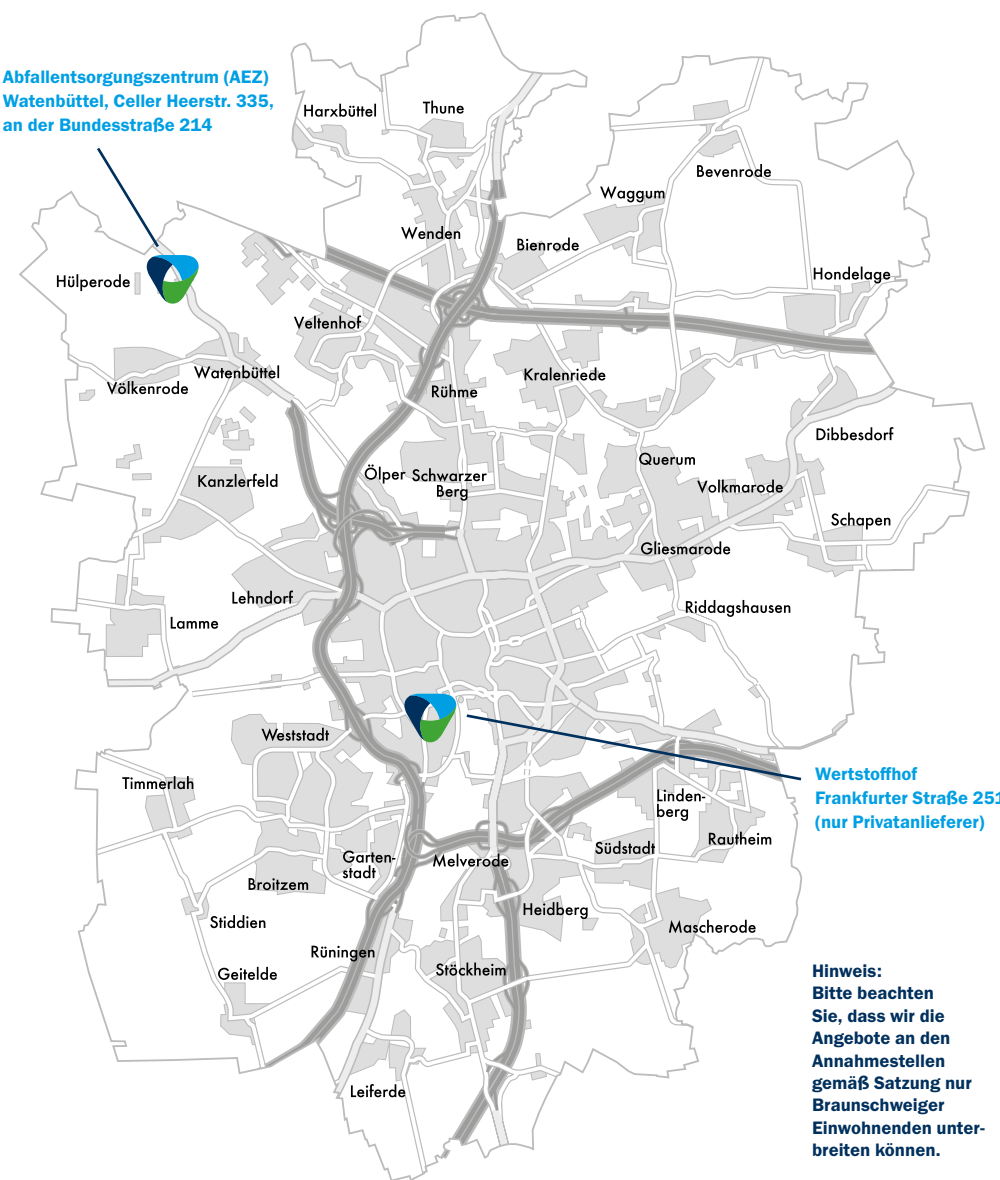 Abfallentsorgungszentrum (AEZ)
Watenbüttel, Celler Heerstr. 335,
an der Bundesstraße 214
Harxbüttel
Thune
Bevenrode
Waggum
Wenden
Bienrode
Hülperode
Hondelage
Veltenhof
Watenbüttel
Völkenrode
Kralenriede
Rühme
Dibbesdorf
Querum
Ölper
Schwarzer
Berg
Kanzlerfeld
Volkmarode
Schapen
Gliesmarode
Lehndorf
Riddagshausen
Lamme
Weststadt
Timmerlah
Wertstoffhof
Frankfurter Straße 251
(nur Privatanlieferer)
Linden-
berg
Rautheim
Südstadt
Garten-
stadt
Melverode
Broitzem
Heidberg
Stiddien
Mascherode
Rüningen
Geitelde
Stöckheim
Leiferde
Hinweis:
Bitte beachten
Sie, dass wir die
Angebote an den
Annahmestellen
gemäß Satzung nur
Braunschweiger
Einwohnenden unter-
breiten können.